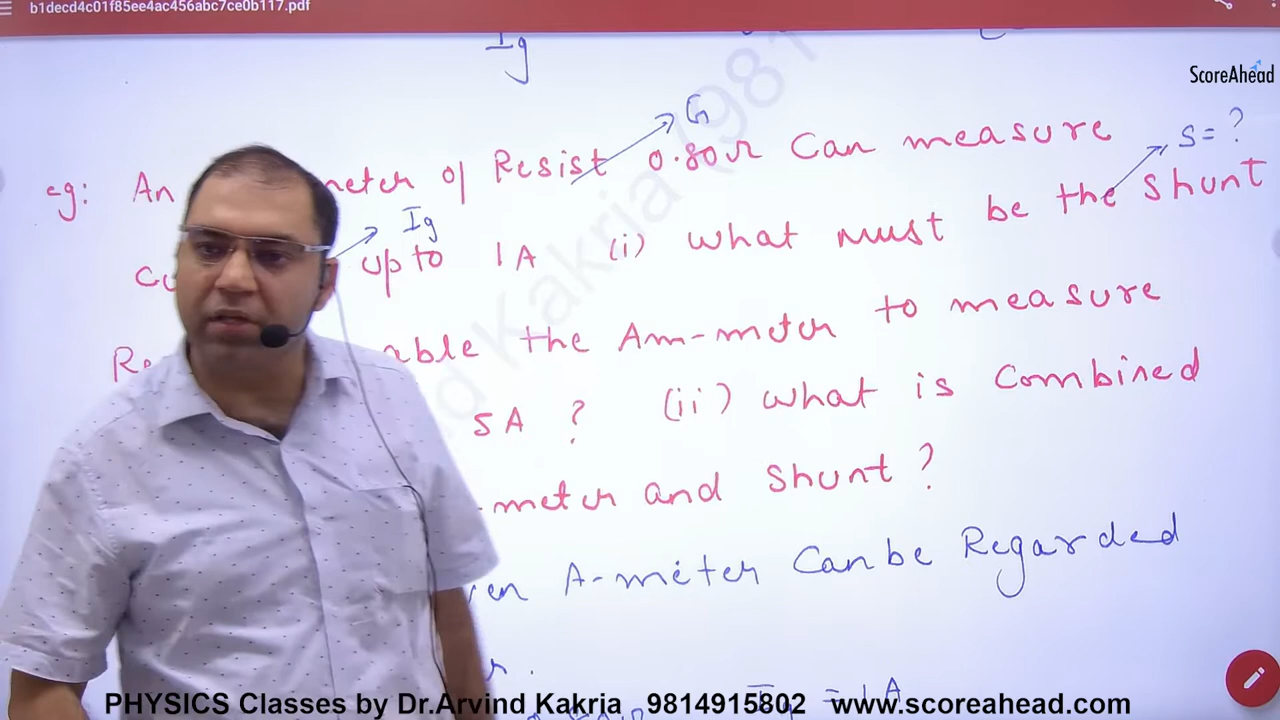 b1decd4c01f85ee4ac456abc7ce0b117.pdf
Ig
ScoreAhead
G
S = ?
eg: An meter of Resist 0.80Ω Can measure
Ig
up to 1A (i) what must be the shunt
able the Am-meter to measure
5A ? (ii) what is combined
-meter and shunt ?
A-meter Can be Regarded
= 1A
PHYSICS Classes by Dr.Arvind Kakria 9814915802 www.scoreahead.com